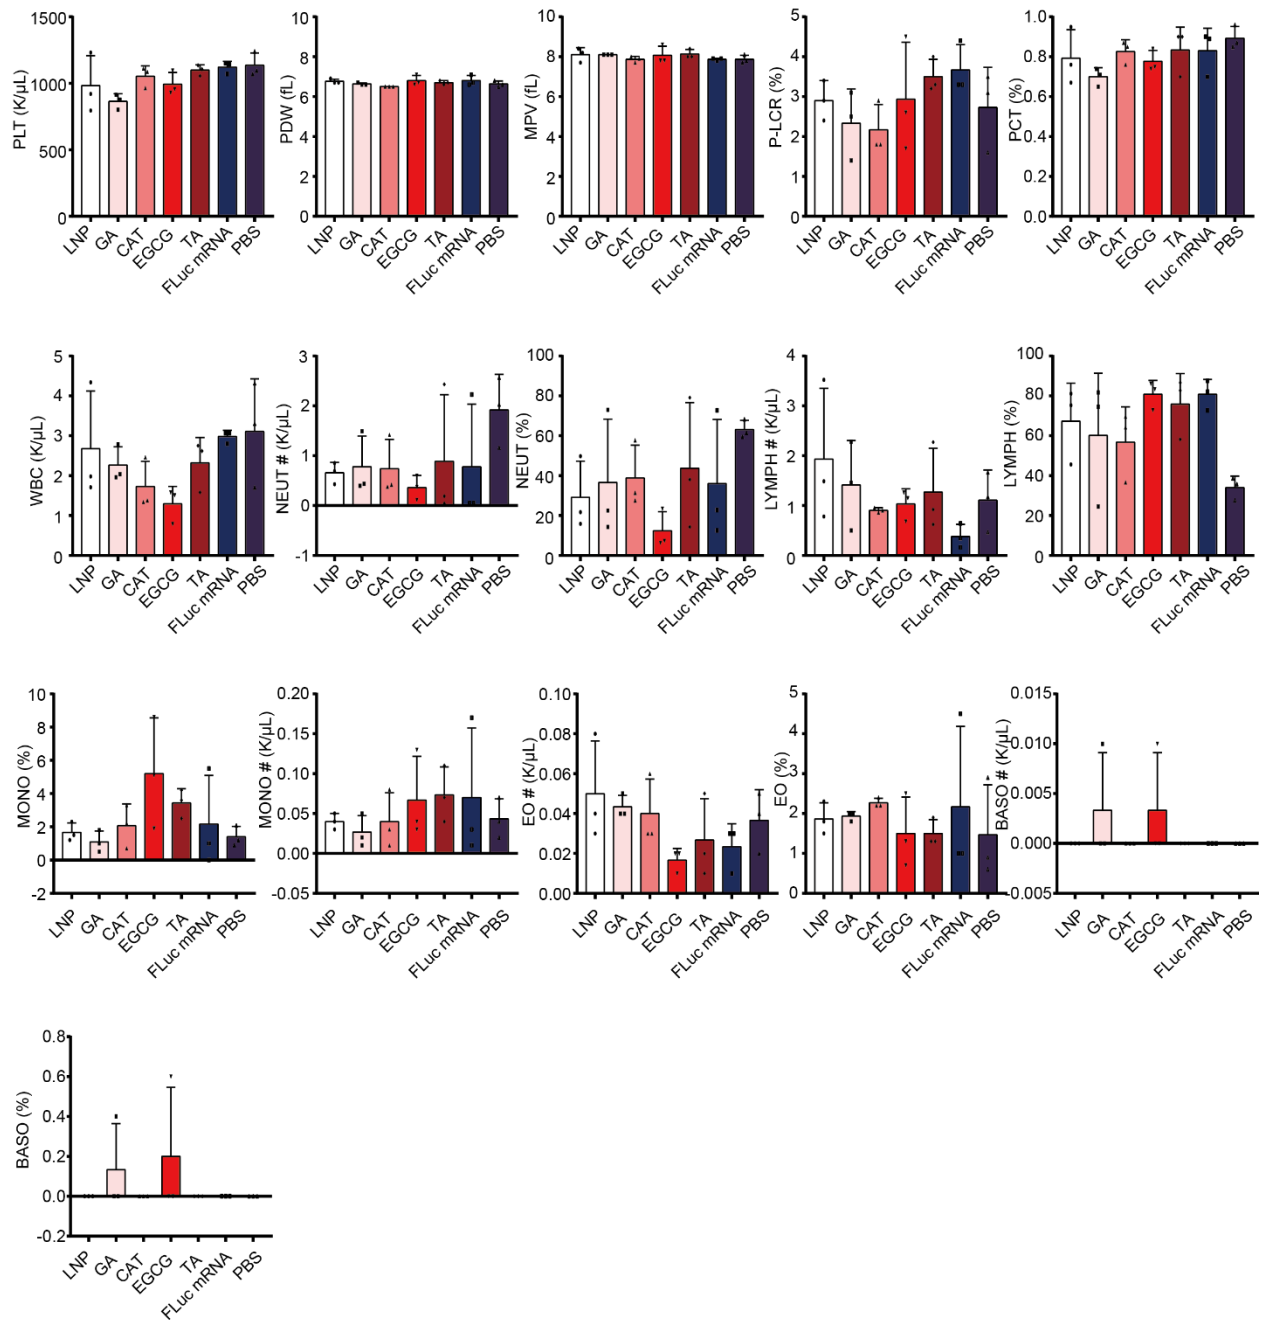 PLT (K/µL)
1500
1000
500
0
LNP
GA
CAT
EGCG
TA
FLuc mRNA
PBS
PDW (fL)
10
8
6
4
2
0
LNP
GA
CAT
EGCG
TA
FLuc mRNA
PBS
MPV (fL)
10
8
6
4
2
0
LNP
GA
CAT
EGCG
TA
FLuc mRNA
PBS
P-LCR (%)
5
4
3
2
1
0
LNP
GA
CAT
EGCG
TA
FLuc mRNA
PBS
PCT (%)
1.0
0.8
0.6
0.4
0.2
0.0
LNP
GA
CAT
EGCG
TA
FLuc mRNA
PBS
WBC (K/µL)
5
4
3
2
1
0
LNP
GA
CAT
EGCG
TA
FLuc mRNA
PBS
NEUT # (K/µL)
3
2
1
0
-1
LNP
GA
CAT
EGCG
TA
FLuc mRNA
PBS
NEUT (%)
100
80
60
40
20
0
LNP
GA
CAT
EGCG
TA
FLuc mRNA
PBS
LYMPH # (K/µL)
4
3
2
1
0
LNP
GA
CAT
EGCG
TA
FLuc mRNA
PBS
LYMPH (%)
100
80
60
40
20
0
LNP
GA
CAT
EGCG
TA
FLuc mRNA
PBS
MONO (%)
10
8
6
4
2
0
-2
LNP
GA
CAT
EGCG
TA
FLuc mRNA
PBS
MONO # (K/µL)
0.20
0.15
0.10
0.05
0.00
-0.05
LNP
GA
CAT
EGCG
TA
FLuc mRNA
PBS
EO # (K/µL)
0.10
0.08
0.06
0.04
0.02
0.00
LNP
GA
CAT
EGCG
TA
FLuc mRNA
PBS
EO (%)
5
4
3
2
1
0
LNP
GA
CAT
EGCG
TA
FLuc mRNA
PBS
BASO # (K/µL)
0.015
0.010
0.005
0.000
-0.005
LNP
GA
CAT
EGCG
TA
FLuc mRNA
PBS
BASO (%)
0.8
0.6
0.4
0.2
0.0
-0.2
LNP
GA
CAT
EGCG
TA
FLuc mRNA
PBS